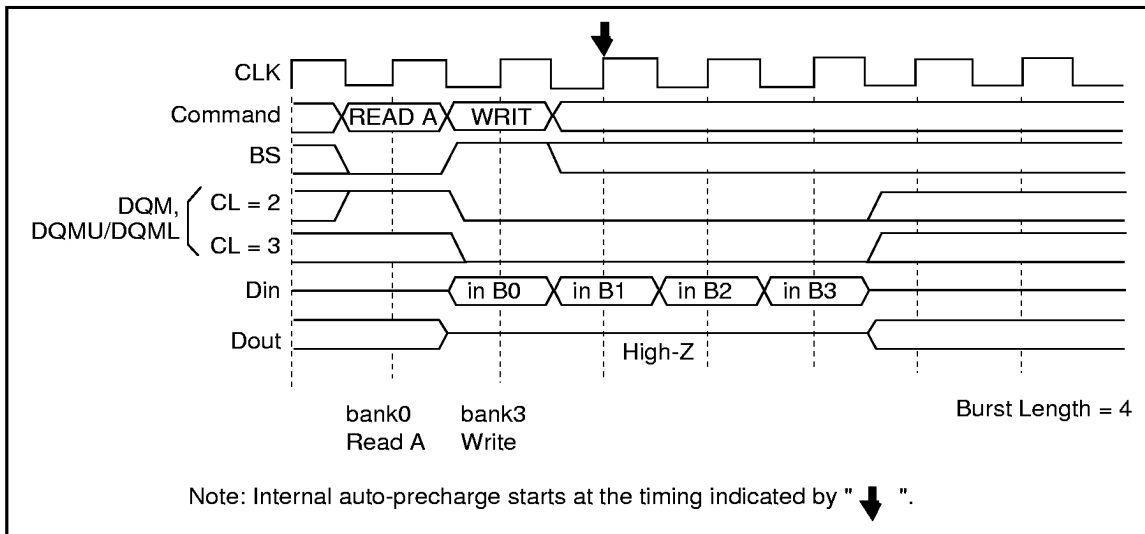 CLK
Command READ A WRIT
BS
DQM,
DQMU/DQML
CL = 2
CL = 3
Din in B0 in B1 in B2 in B3
Dout High-Z
bank0 bank3 Burst Length = 4
Read A Write
Note: Internal auto-precharge starts at the timing indicated by " ".